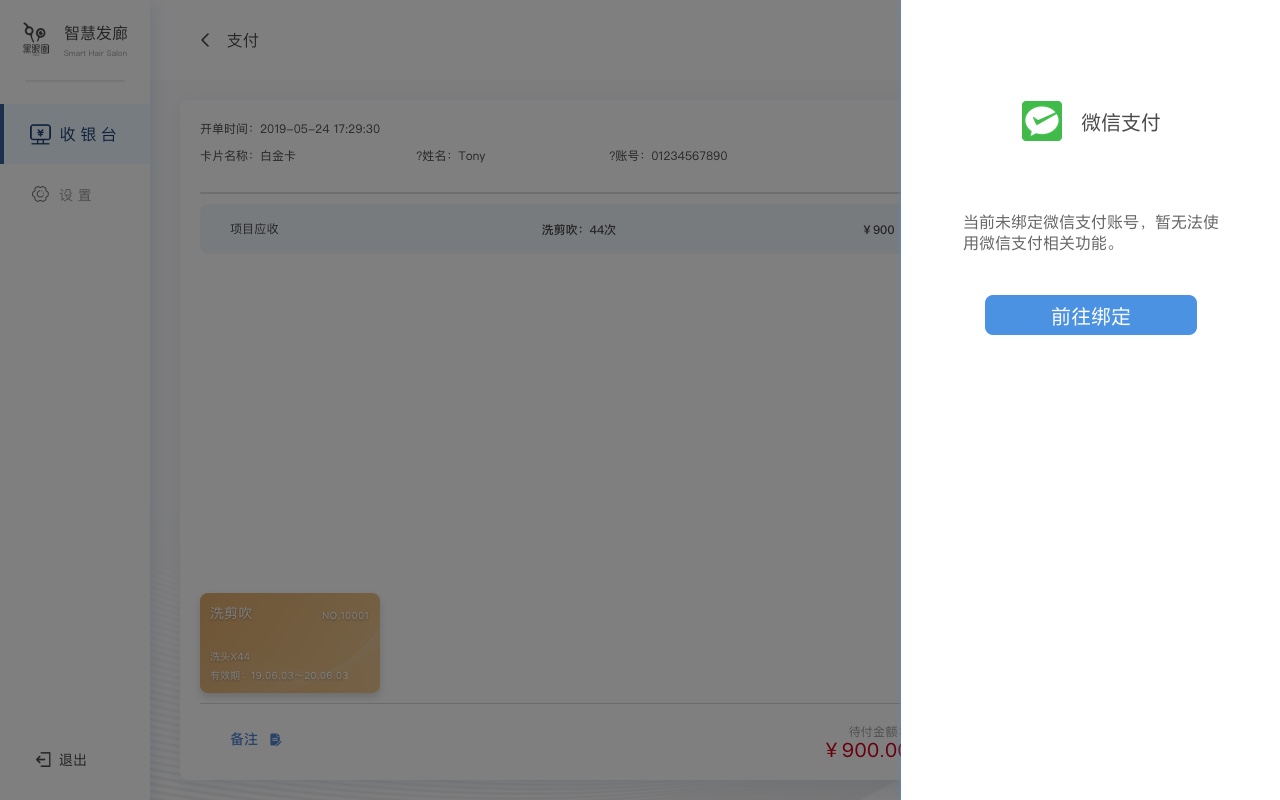 智慧发廊
Smart Hair Salon
收银台
设置
退出
支付
开单时间：2019-05-24 17:29:30
卡片名称：白金卡 ?姓名：Tony ?账号：01234567890
项目应收 洗剪吹：44次 ¥900
洗剪吹 NO.10001
洗头X44
有效期：19.06.03～20.06.03
备注
待付金额
¥900.00
微信支付
当前未绑定微信支付账号，暂无法使
用微信支付相关功能。
前往绑定